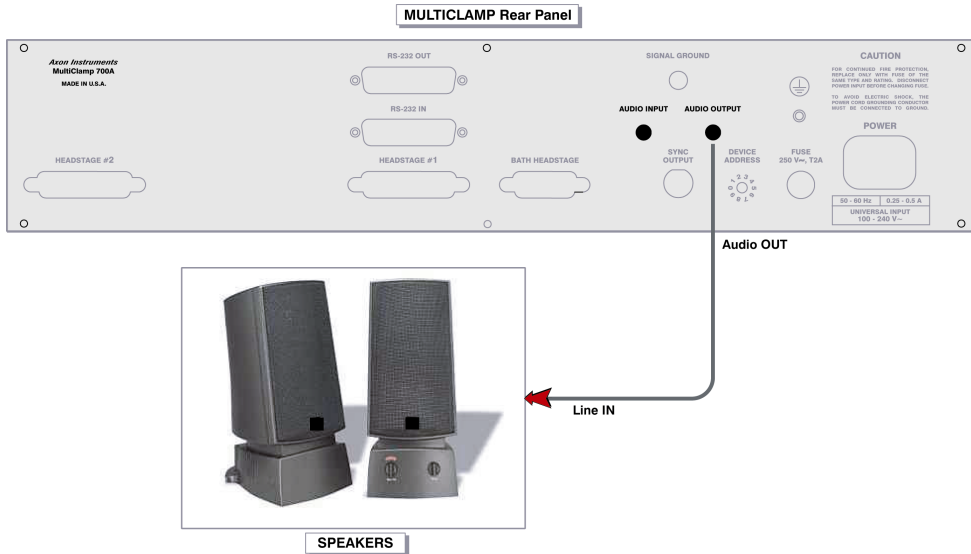 MULTICLAMP Rear Panel
Axon Instruments
MultiClamp 700A
MADE IN U.S.A.
RS-232 OUT
RS-232 IN
HEADSTAGE #2
HEADSTAGE #1
BATH HEADSTAGE
SIGNAL GROUND
AUDIO INPUT
AUDIO OUTPUT
SYNC
OUTPUT
DEVICE
ADDRESS
FUSE
250 V~, T2A
CAUTION
FOR CONTINUED FIRE PROTECTION,
REPLACE ONLY WITH FUSE OF THE
SAME TYPE AND RATING. DISCONNECT
POWER INPUT BEFORE CHANGING FUSE.
TO AVOID ELECTRIC SHOCK, THE
POWER CORD GROUNDING CONDUCTOR
MUST BE CONNECTED TO GROUND.
POWER
50 - 60 Hz
0.25 - 0.5 A
UNIVERSAL INPUT
100 - 240 V~
Audio OUT
Line IN
SPEAKERS